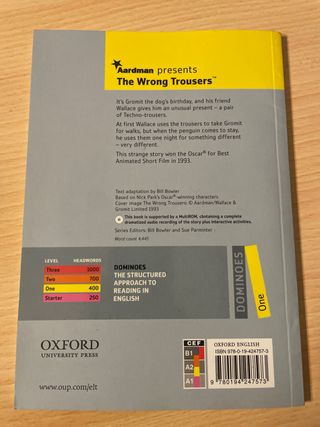 Aardman presents
The Wrong Trousers™
It's Gromit the dog's birthday, and his friend
Wallace gives him an unusual present – a pair
of Techno-trousers.
At first Wallace uses the trousers to take Gromit
for walks, but when the penguin comes to stay,
he uses them one night for something different
– very different.
This strange story won the Oscar® for Best
Animated Short Film in 1993.
Text adaptation by Bill Bowler
Based on Nick Park's Oscar®-winning characters
Cover image The Wrong Trousers: © Aardman/Wallace &
Gromit Limited 1993
This book is supported by a MultiROM, containing a complete
dramatized audio recording of the story plus interactive activities.
Series Editors: Bill Bowler and Sue Parminter
Word count 4,445
LEVEL HEADWORDS
Three 1000
Two 700
One 400
Starter 250
DOMINOES
THE STRUCTURED
APPROACH TO
READING IN
ENGLISH
DOMINOES
One
OXFORD
UNIVERSITY PRESS
www.oup.com/elt
CEF
B1
A2
A1
OXFORD ENGLISH
ISBN 978-0-19-424757-3
9 780194 247573